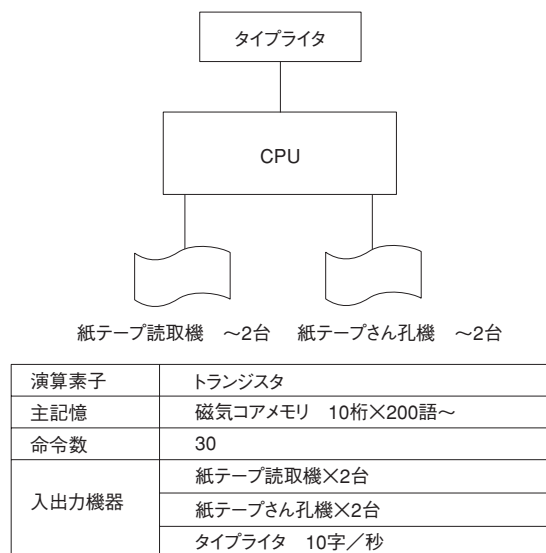 タイプライタ
CPU
紙テープ読取機　～2台　紙テープさん孔機　～2台
演算素子　トランジスタ
主記憶　磁気コアメモリ　10桁×200語～
命令数　30
入出力機器　紙テープ読取機×2台
紙テープさん孔機×2台
タイプライタ　10字／秒